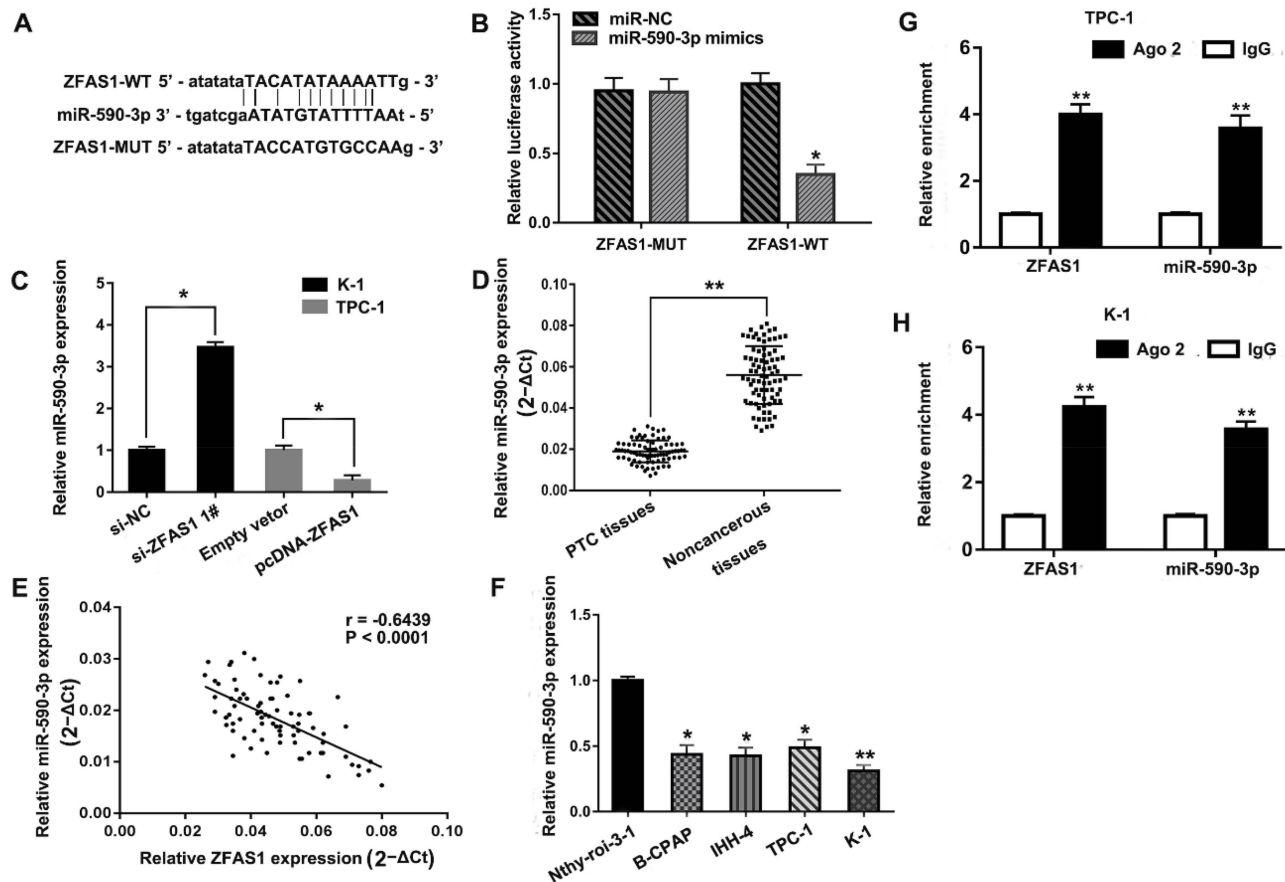 A
ZFAS1-WT 5’ - atatataTACATATAAAATTg - 3’
miR-590-3p 3’ - tgatcgaATATGTATTTTAAt - 5’
ZFAS1-MUT 5’ - atatataTACCATGTGCCAAg - 3’
B
miR-NC
miR-590-3p mimics
Relative luciferase activity
1.5
1.0
0.5
0.0
*
ZFAS1-MUT
ZFAS1-WT
C
K-1
TPC-1
Relative miR-590-3p expression
5
4
3
2
1
0
*
*
si-NC
si-ZFAS1 1#
Empty vetor
pcDNA-ZFAS1
D
Relative miR-590-3p expression
(2−ΔCt)
0.10
0.08
0.06
0.04
0.02
0.00
**
PTC tissues
Noncancerous
tissues
E
Relative miR-590-3p expression
(2−ΔCt)
0.04
0.03
0.02
0.01
0.00
r = -0.6439
P < 0.0001
0.00 0.02 0.04 0.06 0.08 0.10
Relative ZFAS1 expression (2−ΔCt)
F
Relative miR-590-3p expression
1.5
1.0
0.5
0.0
*
*
*
**
Nthy-roi-3-1
B-CPAP
IHH-4
TPC-1
K-1
G
TPC-1
Ago 2
IgG
Relative enrichment
6
4
2
0
**
**
ZFAS1
miR-590-3p
H
K-1
Ago 2
IgG
Relative enrichment
6
4
2
0
**
**
ZFAS1
miR-590-3p